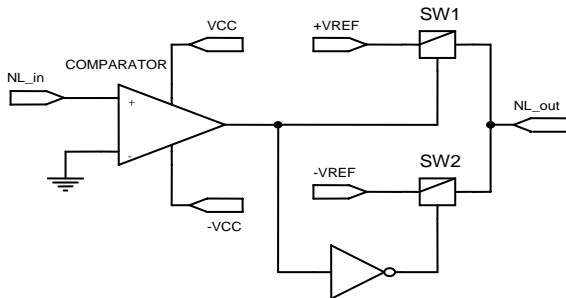 SW1
VCC
+VREF
COMPARATOR
NL_in
+
NL_out
-
SW2
-VREF
-VCC